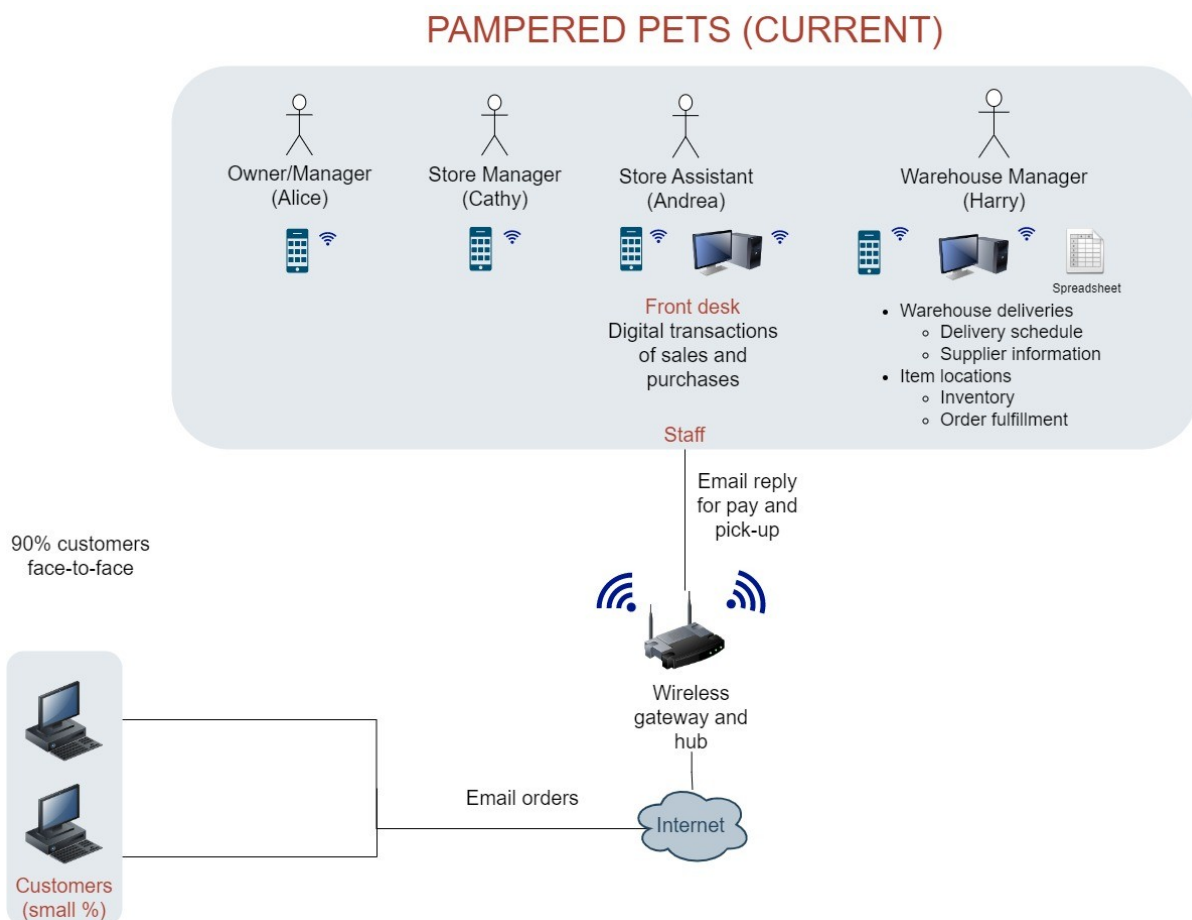 PAMPERED PETS (CURRENT)
Owner/Manager
(Alice)
Store Manager
(Cathy)
Store Assistant
(Andrea)
Warehouse Manager
(Harry)
Spreadsheet
Front desk
Digital transactions
of sales and
purchases
• Warehouse deliveries
o Delivery schedule
o Supplier information
• Item locations
o Inventory
o Order fulfillment
Staff
Email reply
for pay and
pick-up
90% customers
face-to-face
Wireless
gateway and
hub
Email orders
Internet
Customers
(small %)